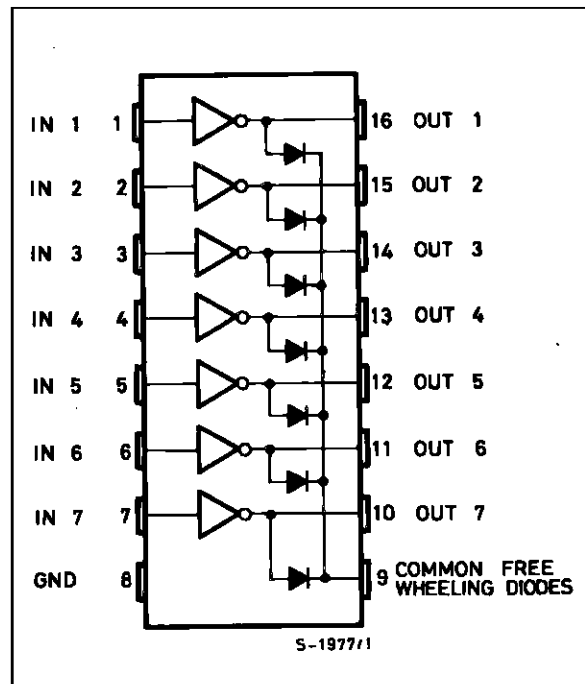 IN 1 1 16 OUT 1
IN 2 2 15 OUT 2
IN 3 3 14 OUT 3
IN 4 4 13 OUT 4
IN 5 5 12 OUT 5
IN 6 6 11 OUT 6
IN 7 7 10 OUT 7
GND 8 9 COMMON FREE
WHEELING DIODES
S-1977/1